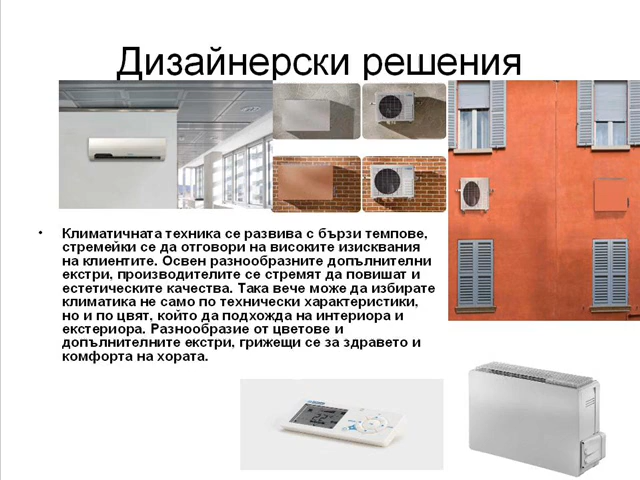 Дизайнерски решения
• Климатичната техника се развива с бързи темпове,
стремейки се да отговори на високите изисквания
на клиентите. Освен разнообразните допълнителни
екстри, производителите се стремят да повишат и
естетическите качества. Така вече може да избирате
климатика не само по технически характеристики,
но и по цвят, който да подхожда на интериора и
екстериора. Разнообразие от цветове и
допълнителните екстри, грижещи се за здравето и
комфорта на хората.